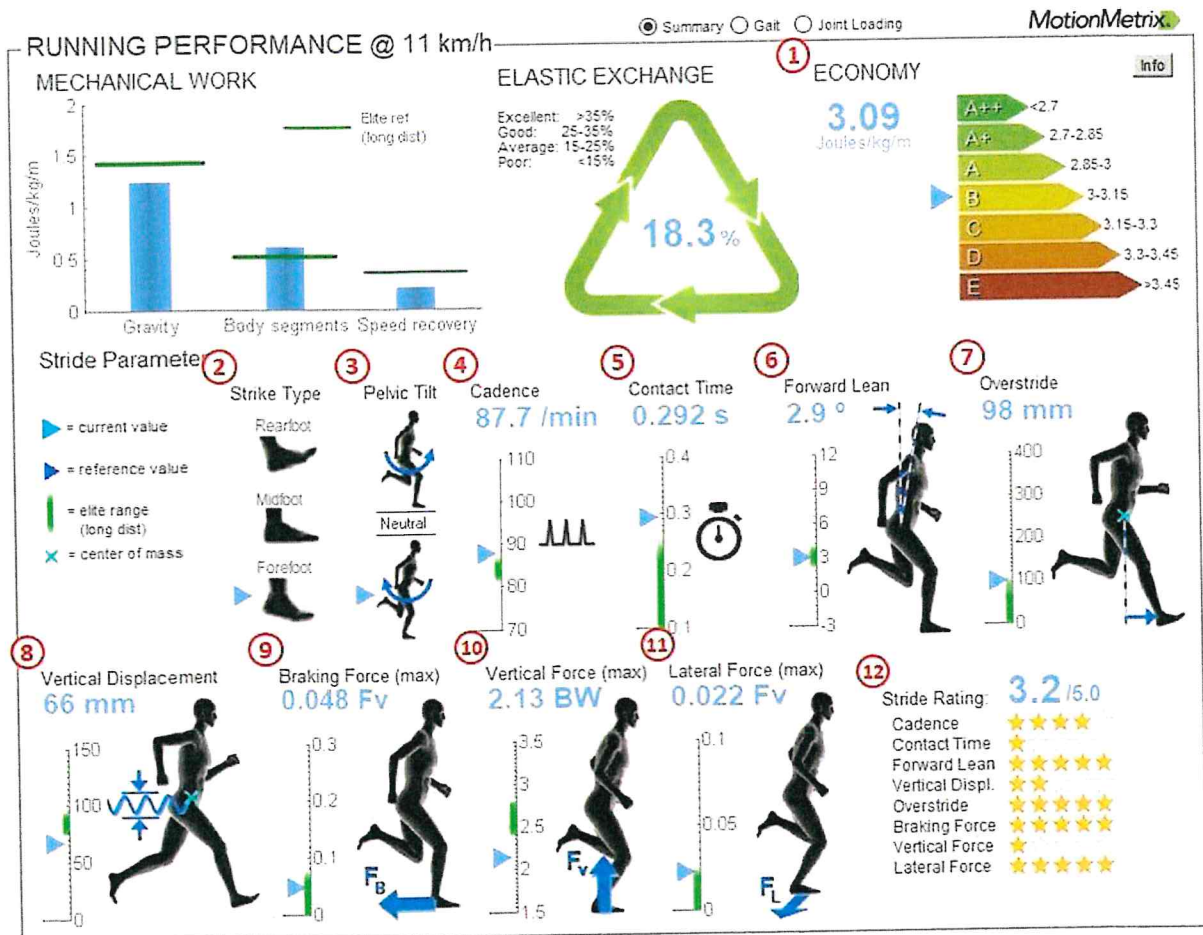 Summary Gait Joint Loading
MotionMetrix.
RUNNING PERFORMANCE @ 11 km/h
MECHANICAL WORK
2
1.5
1
0.5
0
Joules/kg/m
Elite ref
(long dist)
Gravity
Body segments
Speed recovery
ELASTIC EXCHANGE
Excellent: >35%
Good: 25-35%
Average: 15-25%
Poor: <15%
18.3 %
1
ECONOMY
Info
3.09
Joules/kg/m
A++ <2.7
A+ 2.7-2.85
A 2.85-3
B 3-3.15
C 3.15-3.3
D 3.3-3.45
E >3.45
Stride Parameter
= current value
= reference value
= elite range
(long dist)
= center of mass
2
Strike Type
Rearfoot
Midfoot
Forefoot
3
Pelvic Tilt
Neutral
4
Cadence
87.7 /min
110
100
90
80
70
5
Contact Time
0.292 s
0.4
0.3
0.2
0.1
6
Forward Lean
2.9 º
12
9
6
3
0
-3
7
Overstride
98 mm
400
300
200
100
0
8
Vertical Displacement
66 mm
150
100
50
0
9
Braking Force (max)
0.048 Fv
0.3
0.2
0.1
0
FB
10
Vertical Force (max)
2.13 BW
3.5
3
2.5
2
1.5
Fv
11
Lateral Force (max)
0.022 Fv
0.1
0.05
0
FL
12
Stride Rating: 3.2 /5.0
Cadence
Contact Time
Forward Lean
Vertical Displ.
Overstride
Braking Force
Vertical Force
Lateral Force